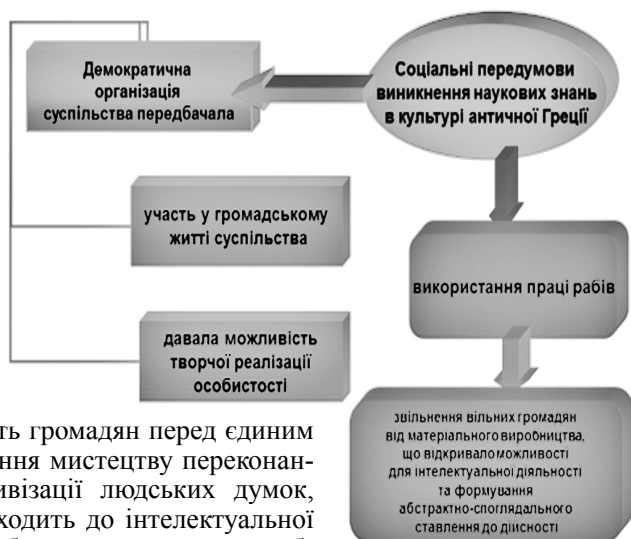 Соціальні передумови
виникнення наукових знань
в культурі античної Греції
Демократична
організація
суспільства передбачала
участь у громадському
житті суспільства
давала можливість
творчої реалізації
особистості
використання праці рабів
звільнення вільних громадян
від матеріального виробництва,
що відкривало можливості
для інтелектуальної діяльності
та формування
абстрактно-споглядального
ставлення до дійсності
ть громадян перед єдиним
ння мистецтву переконан-
ивізації людських думок,
ходить до інтелектуальної